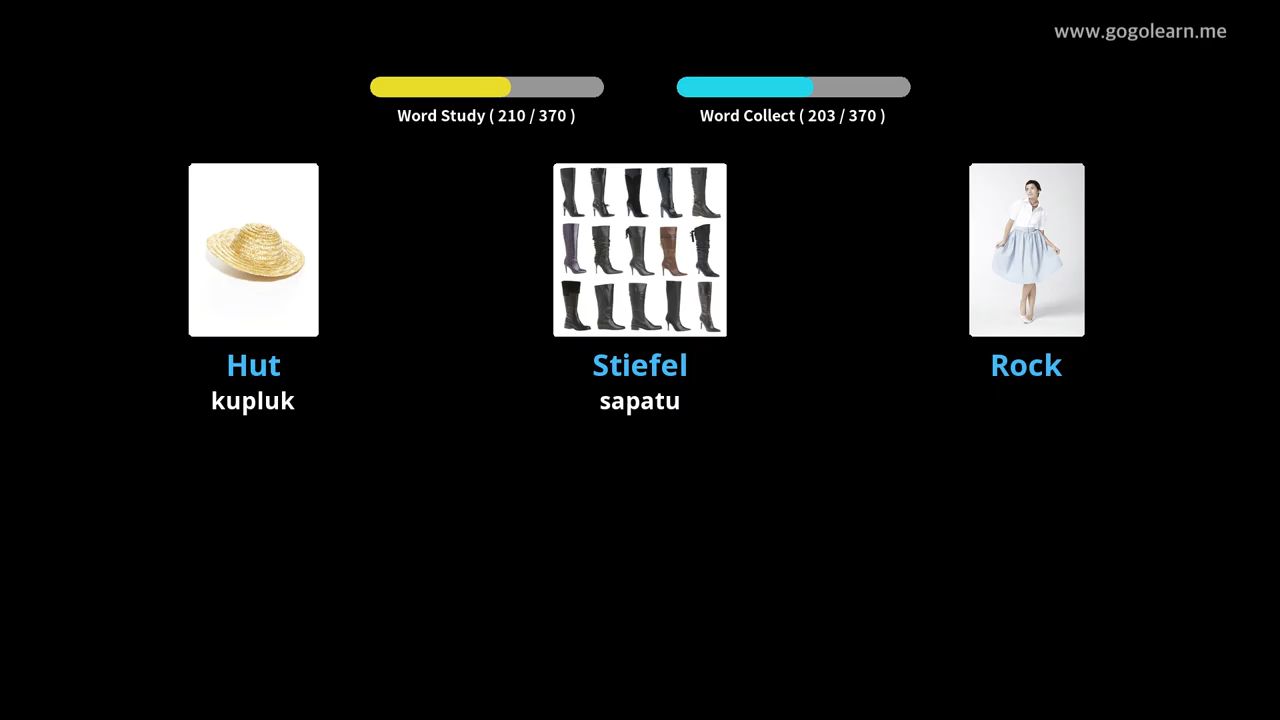 www.gogolearn.me
Word Study ( 210 / 370 )
Word Collect ( 203 / 370 )
Hut
kupluk
Stiefel
sapatu
Rock